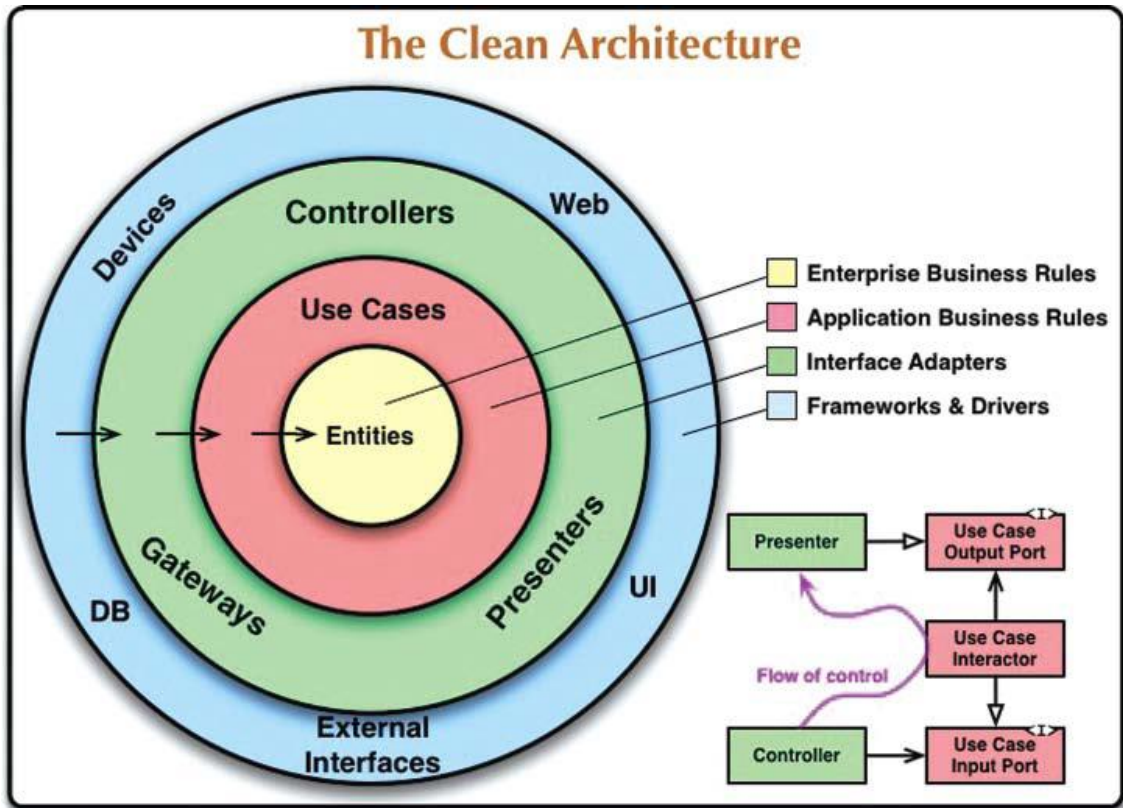 The Clean Architecture
Devices
Controllers
Web
Use Cases
Entities
Gateways
Presenters
DB
UI
External
Interfaces
Enterprise Business Rules
Application Business Rules
Interface Adapters
Frameworks & Drivers
Presenter
<I>
Use Case
Output Port
Flow of control
Use Case
Interactor
Controller
<I>
Use Case
Input Port